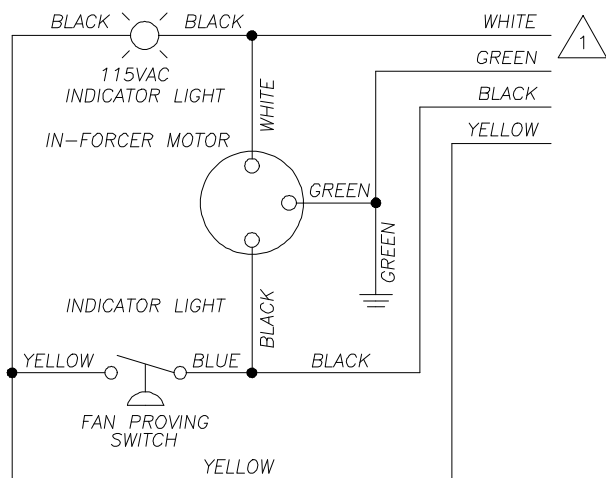 BLACK
BLACK
WHITE
1
GREEN
115VAC
INDICATOR LIGHT
WHITE
BLACK
IN-FORCER MOTOR
YELLOW
GREEN
GREEN
INDICATOR LIGHT
BLACK
YELLOW
BLUE
BLACK
FAN PROVING
SWITCH
YELLOW